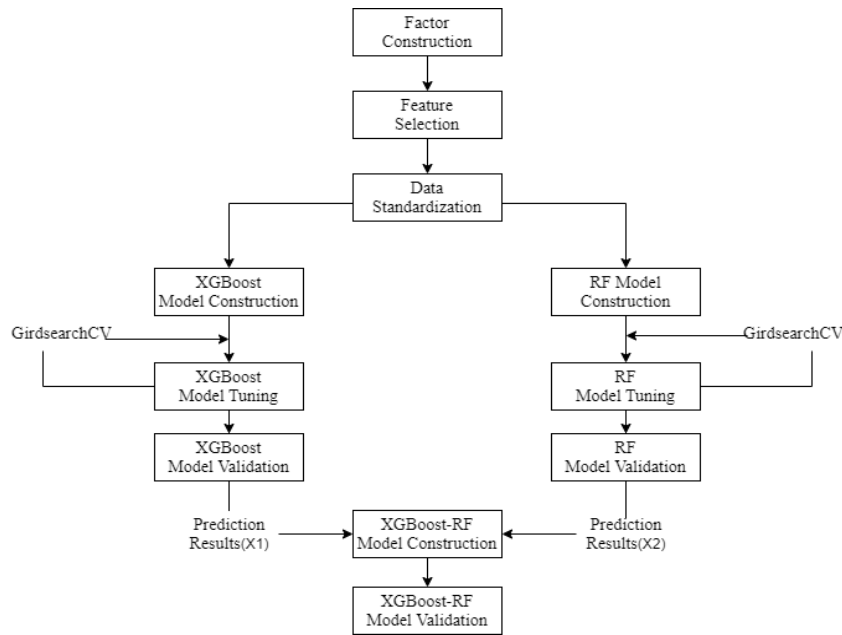 Factor
Construction
Feature
Selection
Data
Standardization
XGBoost
Model Construction
RF Model
Construction
GirdsearchCV
GirdsearchCV
XGBoost
Model Tuning
RF
Model Tuning
XGBoost
Model Validation
RF
Model Validation
Prediction
Results(X1)
XGBoost-RF
Model Construction
Prediction
Results(X2)
XGBoost-RF
Model Validation